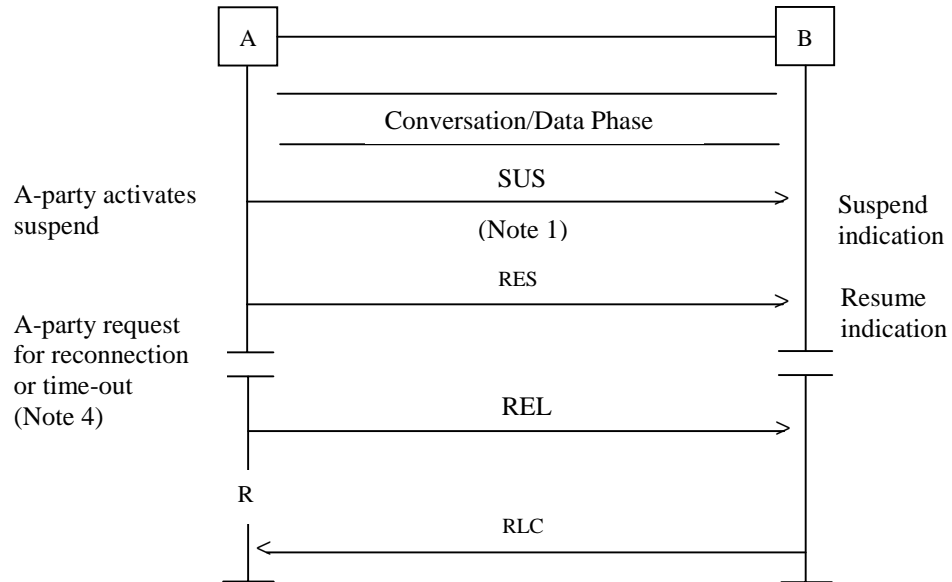 A
B
Conversation/Data Phase
SUS
A-party activates
suspend
(Note 1)
Suspend
indication
RES
Resume
indication
A-party request
for reconnection
or time-out
(Note 4)
REL
R
RLC